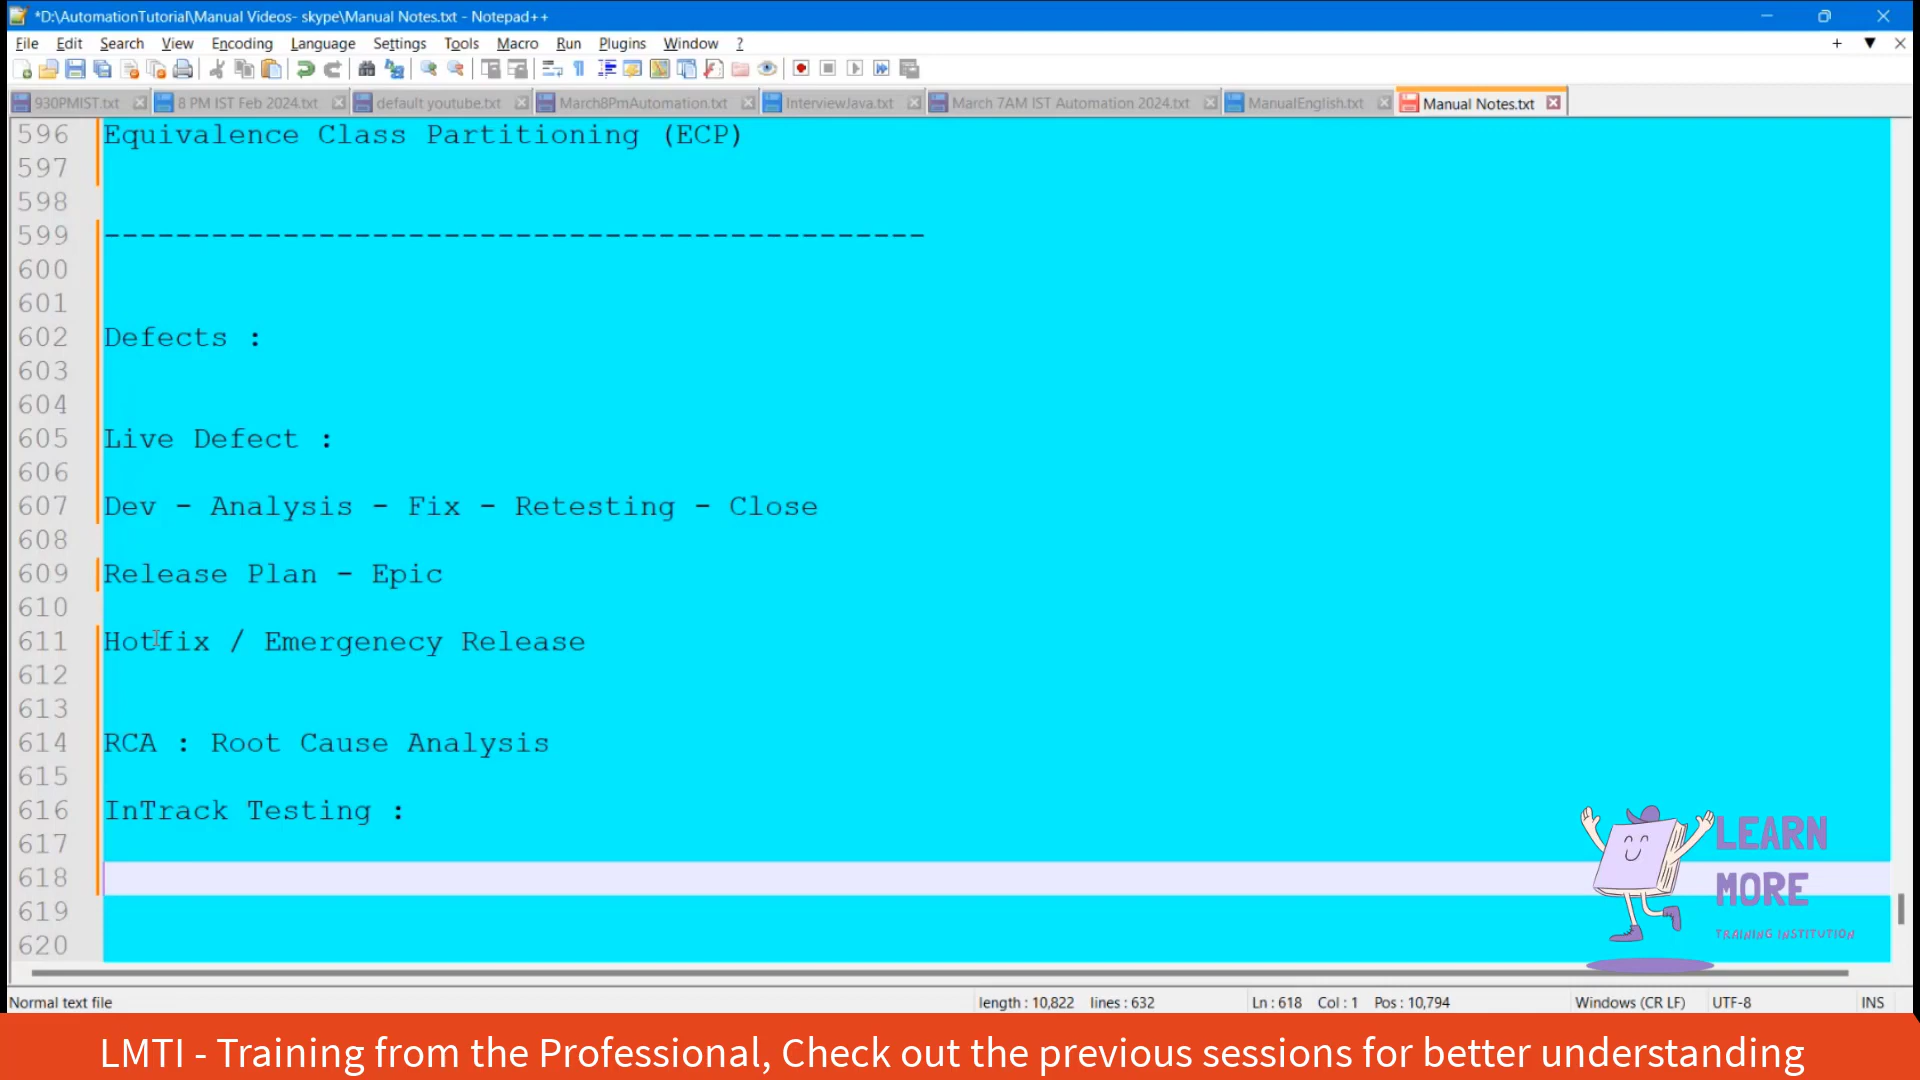 *D:\AutomationTutorial\Manual Videos- skype\Manual Notes.txt - Notepad++
File Edit Search View Encoding Language Settings Tools Macro Run Plugins Window ?
930PMIST.txt 8 PM IST Feb 2024.txt default youtube.txt March8PmAutomation.txt InterviewJava.txt March 7AM IST Automation 2024.txt ManualEnglish.txt Manual Notes.txt
596 Equivalence Class Partitioning (ECP)
597
598
599 ----------------------------------------------
600
601
602 Defects :
603
604
605 Live Defect :
606
607 Dev - Analysis - Fix - Retesting - Close
608
609 Release Plan - Epic
610
611 Hotfix / Emergenecy Release
612
613
614 RCA : Root Cause Analysis
615
616 InTrack Testing :
617
618
619
620
LEARN
MORE
TRAINING INSTITUTION
Normal text file length : 10,822 lines : 632 Ln : 618 Col : 1 Pos : 10,794 Windows (CR LF) UTF-8 INS
LMTI - Training from the Professional, Check out the previous sessions for better understanding